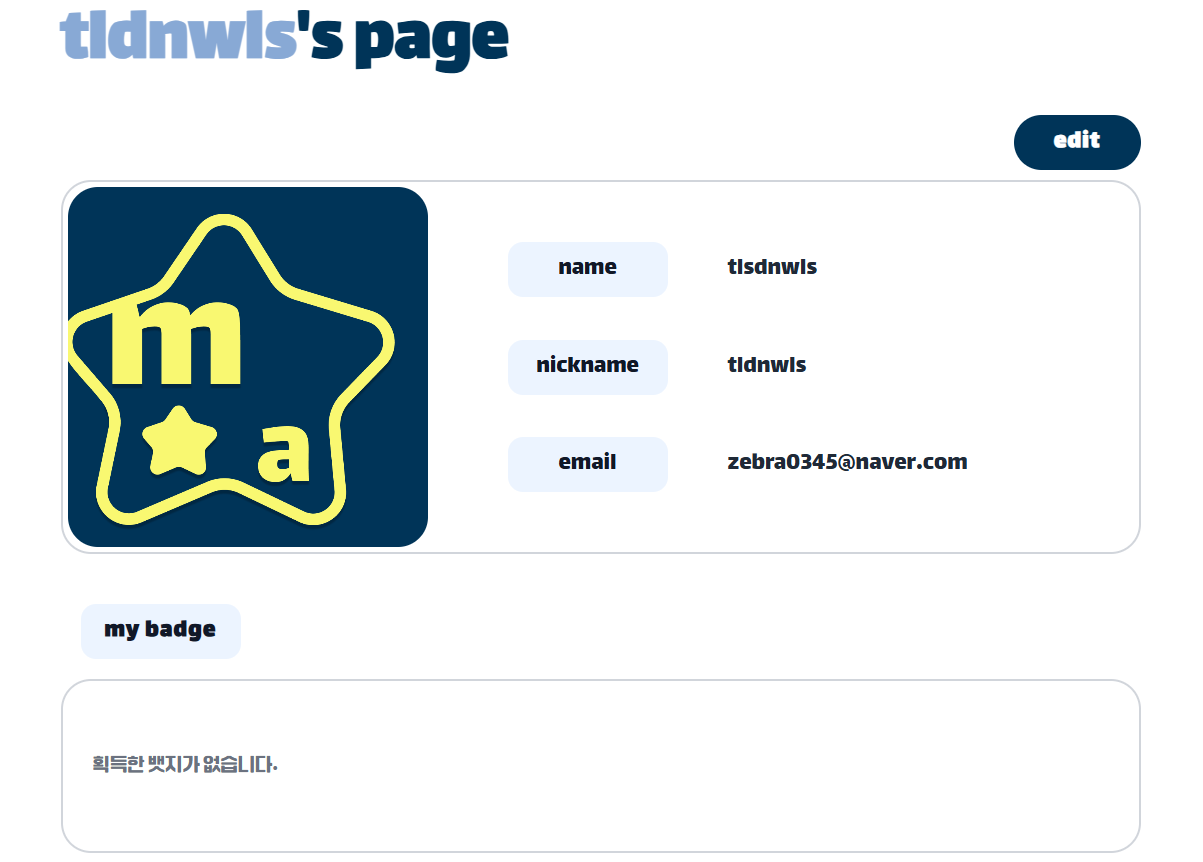 tldnwls's page
edit
m
a
name
tlsdnwls
nickname
tldnwls
email
zebra0345@naver.com
my badge
획득한 뱃지가 없습니다.